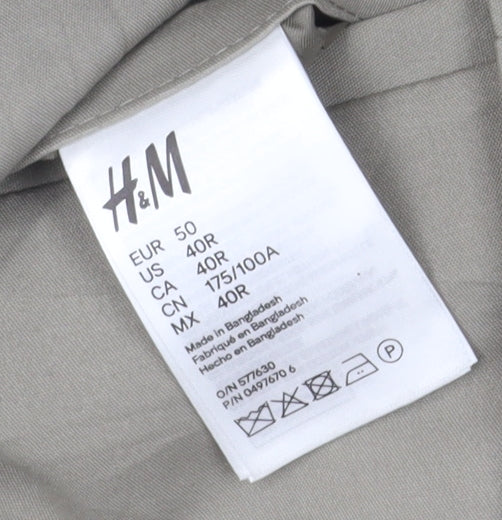 H&M
EUR 50
US 40R
CA 40R
CN 175/100A
MX 40R
Made in Bangladesh
Fabriqué en Bangladesh
Hecho en Bangladesh
O/N 577630
P/N 0497670 6
P